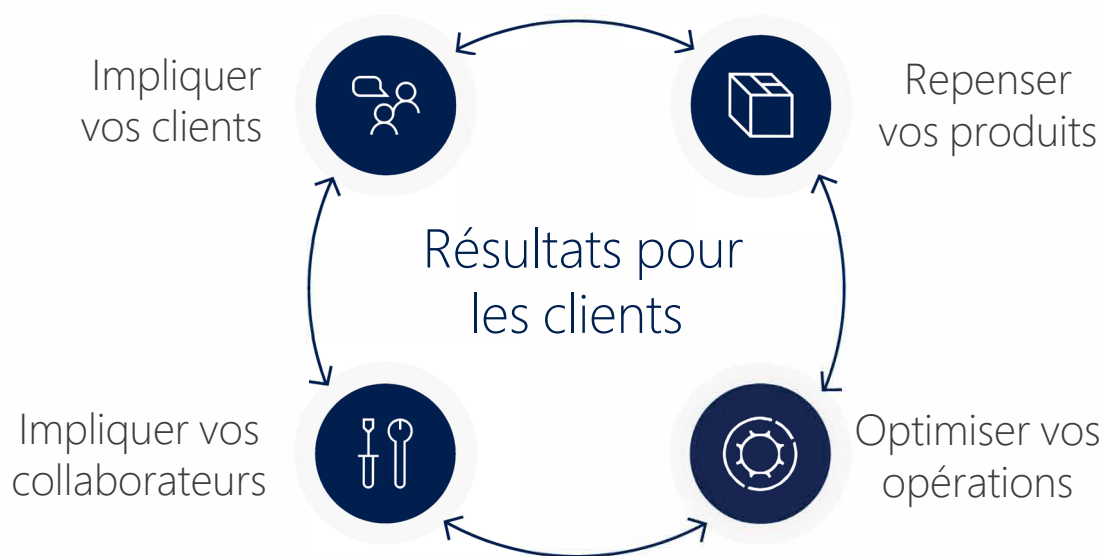 Impliquer
vos clients
Repenser
vos produits
Résultats pour
les clients
Impliquer vos
collaborateurs
Optimiser vos
opérations